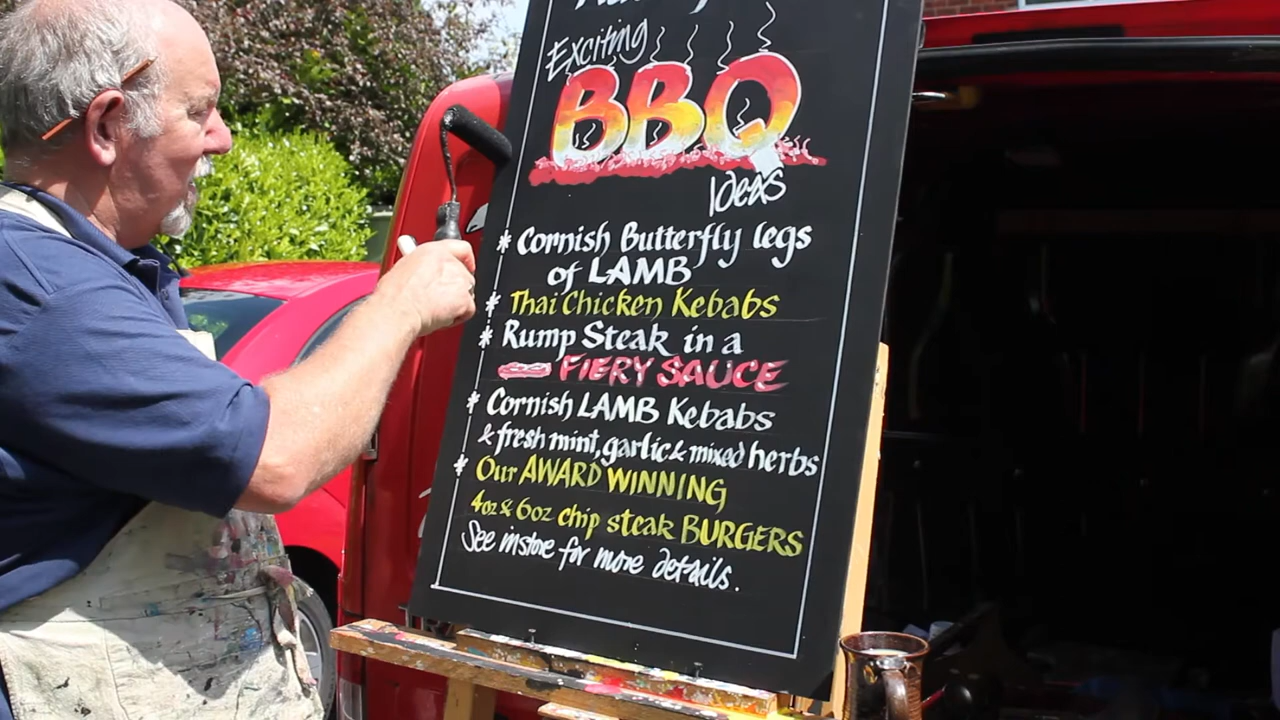 Exciting
BBQ
Ideas
* Cornish Butterfly legs
of LAMB
* Thai Chicken Kebabs
* Rump Steak in a
FIERY SAUCE
* Cornish LAMB Kebabs
& fresh mint, garlic & mixed herbs
* Our AWARD WINNING
4oz & 6oz chip steak BURGERS
See instore for more details.